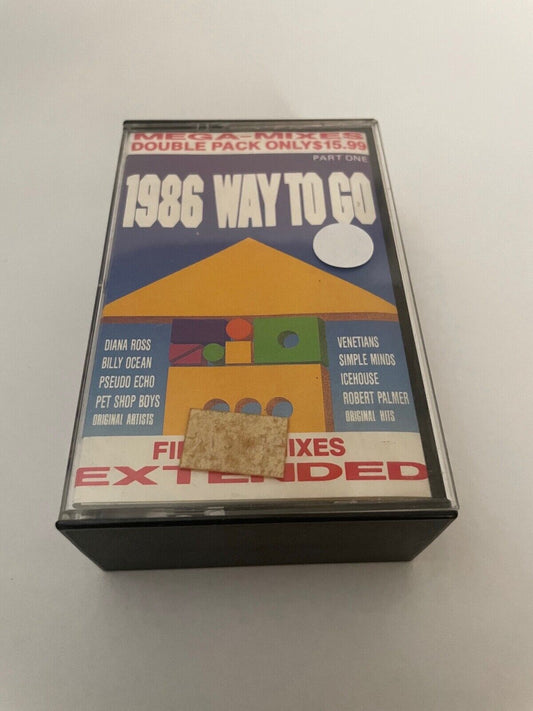 MEGA-MIXES
DOUBLE PACK ONLY $15.99
PART ONE
1986 WAY TO GO
DIANA ROSS
BILLY OCEAN
PSEUDO ECHO
PET SHOP BOYS
ORIGINAL ARTISTS
VENETIANS
SIMPLE MINDS
ICEHOUSE
ROBERT PALMER
ORIGINAL HITS
EXTENDED